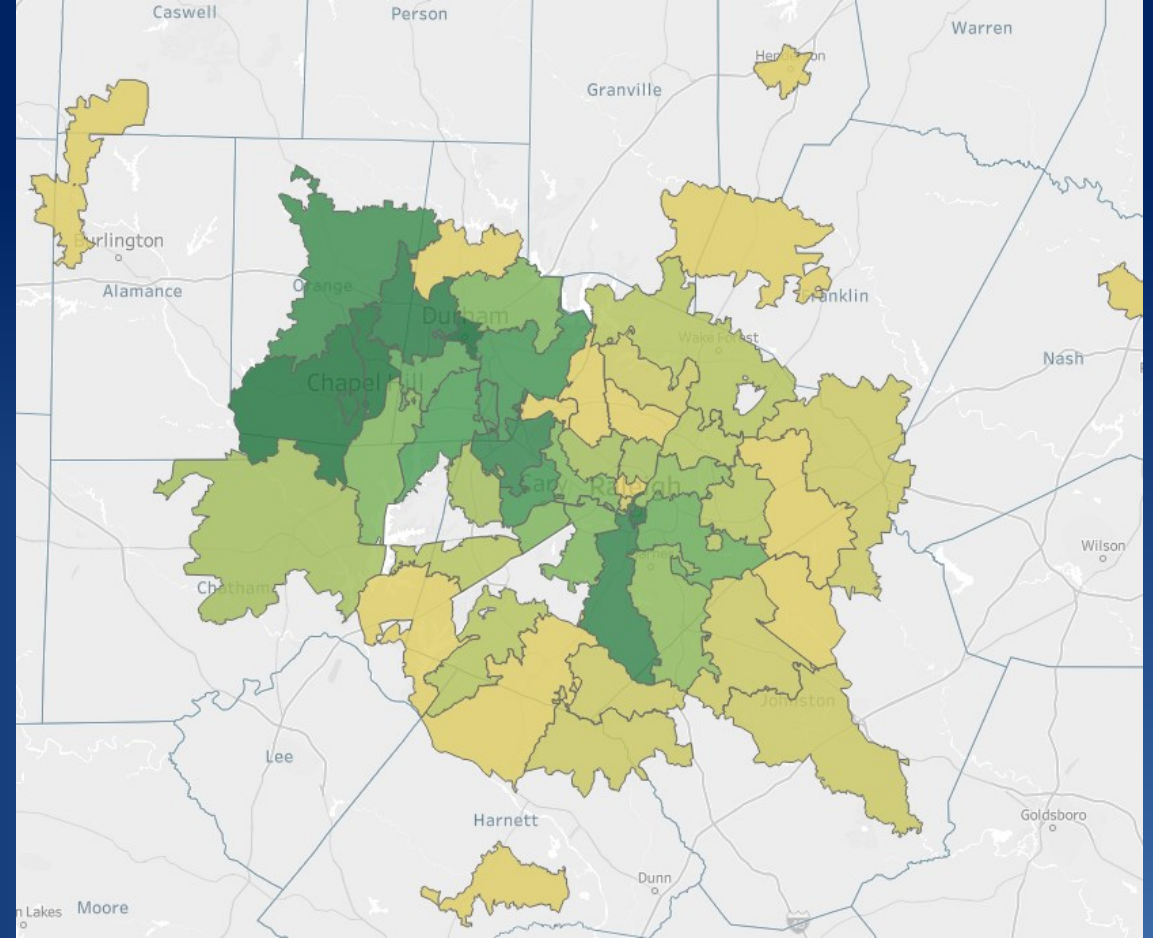 Caswell
Person
Warren
Henderson
Granville
Burlington
Alamance
Orange
Franklin
Durham
Wake Forest
Nash
Chapel Hill
Cary
Raleigh
Wilson
Garner
Chatham
Johnston
Lee
Harnett
Goldsboro
Dunn
n Lakes
Moore